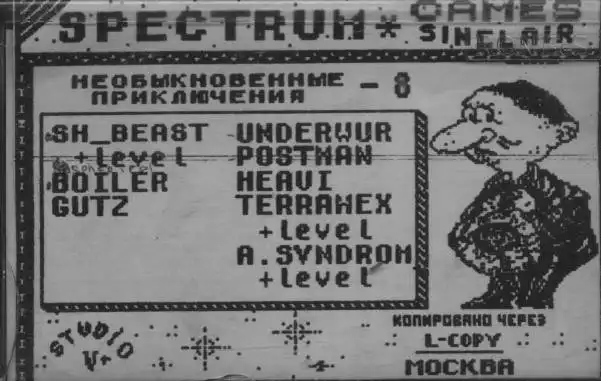 SPECTRUM* GAMES
SINCLAIR
НЕОБЫКНОВЕННЫЕ
ПРИКЛЮЧЕНИЯ - 8
SH_BEAST
+level
BOILER
GUTZ
UNDERWUR
POSTMAN
HEAVI
TERRAHEX
+level
A.SYNDROM
+level
STUDIO
V+
КОПИРОВАНО ЧЕРЕЗ
L-COPY
МОСКВА